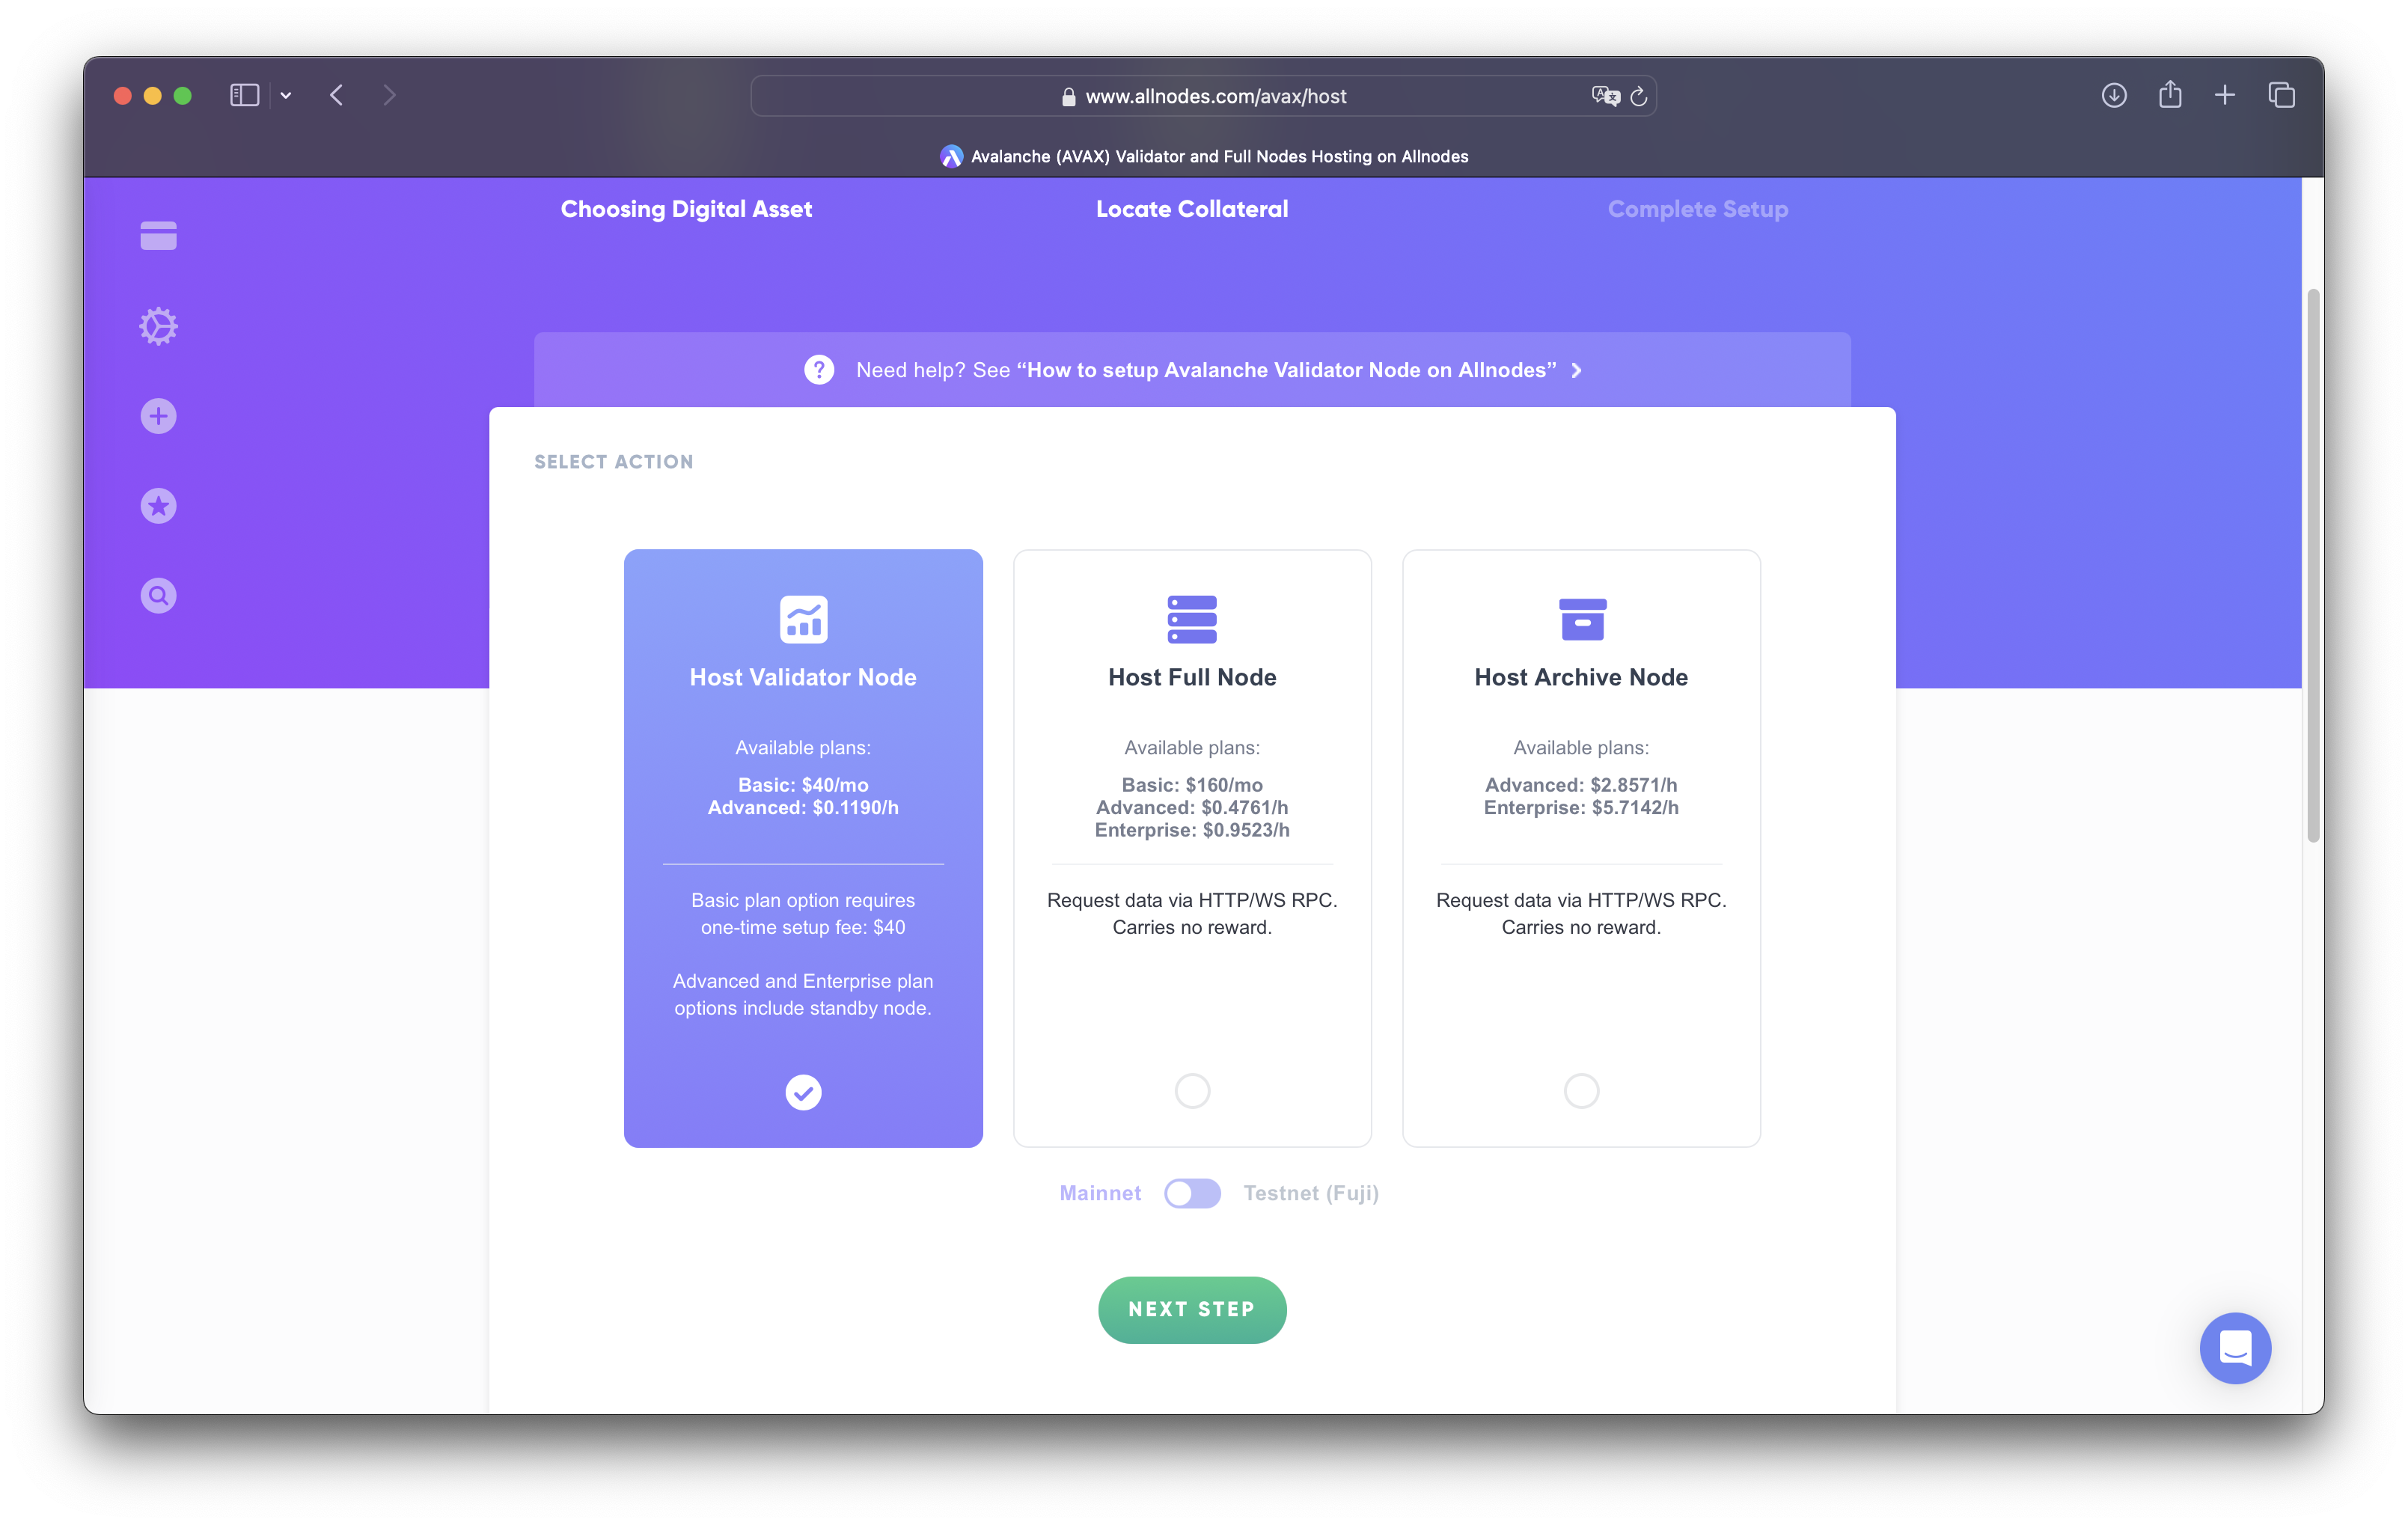 www.allnodes.com/avax/host
Avalanche (AVAX) Validator and Full Nodes Hosting on Allnodes
Choosing Digital Asset
Locate Collateral
Complete Setup
Need help? See “How to setup Avalanche Validator Node on Allnodes”
SELECT ACTION
Host Validator Node
Available plans:
Basic: $40/mo
Advanced: $0.1190/h
Basic plan option requires
one-time setup fee: $40
Advanced and Enterprise plan
options include standby node.
Host Full Node
Available plans:
Basic: $160/mo
Advanced: $0.4761/h
Enterprise: $0.9523/h
Request data via HTTP/WS RPC.
Carries no reward.
Host Archive Node
Available plans:
Advanced: $2.8571/h
Enterprise: $5.7142/h
Request data via HTTP/WS RPC.
Carries no reward.
Mainnet
Testnet (Fuji)
NEXT STEP